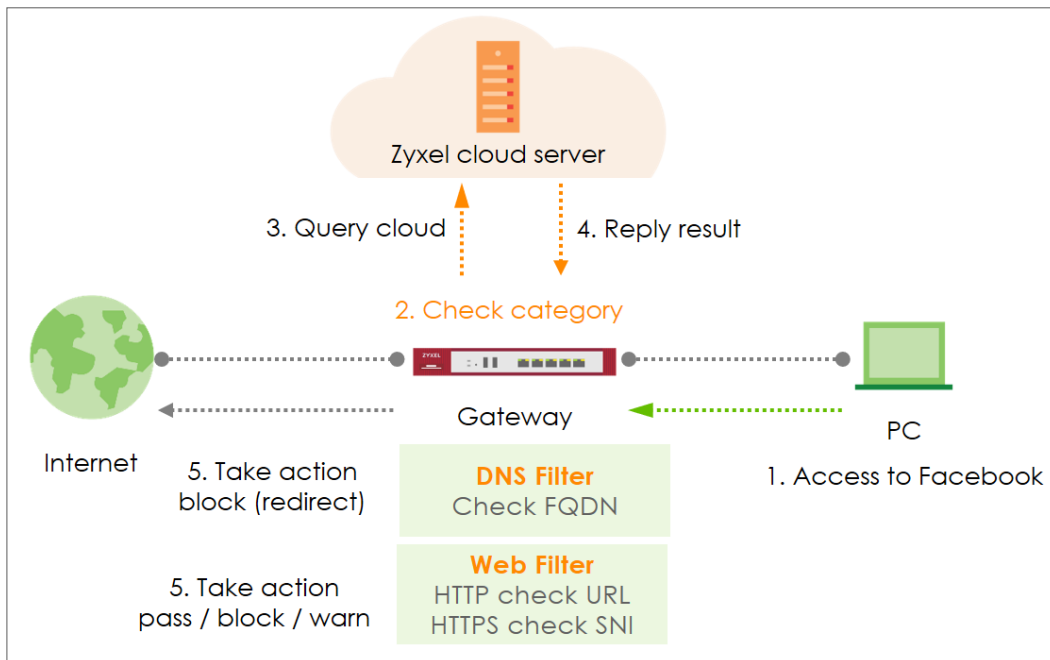 Zyxel cloud server
3. Query cloud
4. Reply result
2. Check category
ZYXEL
Gateway
Internet
PC
1. Access to Facebook
5. Take action
block (redirect)
DNS Filter
Check FQDN
5. Take action
pass / block / warn
Web Filter
HTTP check URL
HTTPS check SNI